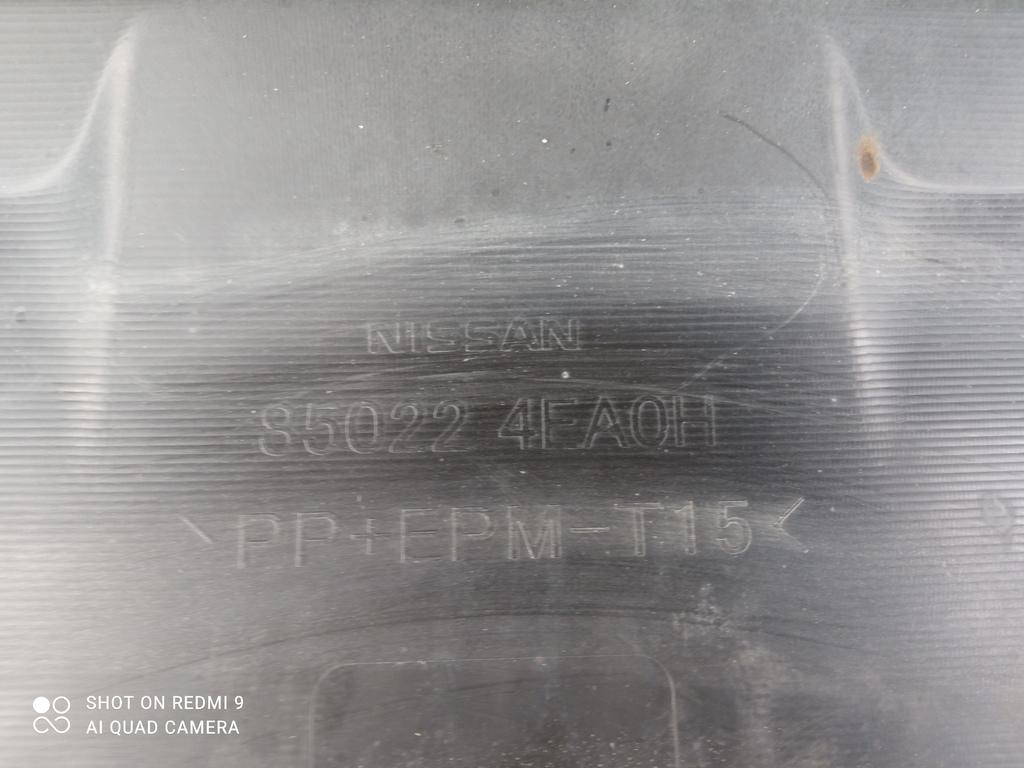 NISSAN
85022 4EA0H
>PP+EPM-T15<
SHOT ON REDMI 9
AI QUAD CAMERA